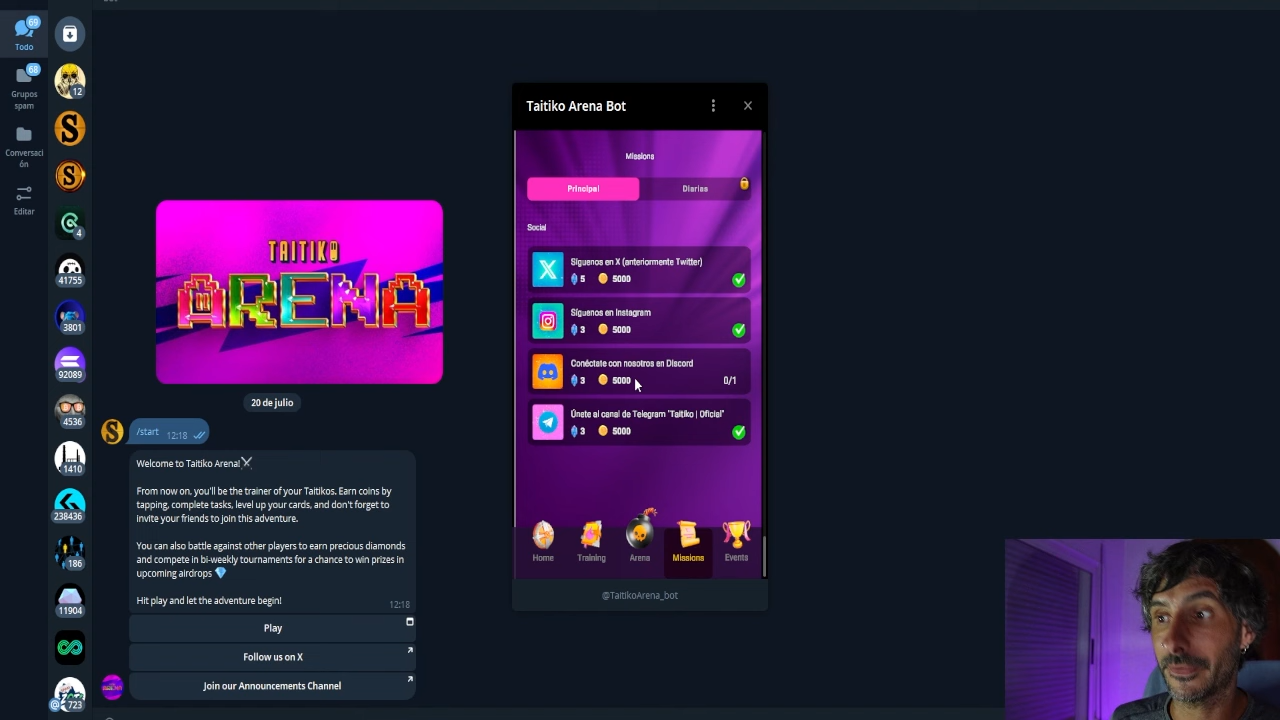 69
Todo
68
Grupos
spam
Conversaci
ón
Editar
12
4
41755
3801
92089
4536
1410
238436
186
11904
@ 723
TAITIKO
ARENA
20 de julio
/start 12:18
Welcome to Taitiko Arena!⚔
From now on, you'll be the trainer of your Taitikos. Earn coins by
tapping, complete tasks, level up your cards, and don't forget to
invite your friends to join this adventure.
You can also battle against other players to earn precious diamonds
and compete in bi-weekly tournaments for a chance to win prizes in
upcoming airdrops 💎
Hit play and let the adventure begin!
12:18
Play
Follow us on X
Join our Announcements Channel
Taitiko Arena Bot
Missions
Principal Diarias
Social
Síguenos en X (anteriormente Twitter)
5 5000
Síguenos en Instagram
3 5000
Conéctate con nosotros en Discord
3 5000 0/1
Únete al canal de Telegram "Taitiko | Oficial"
3 5000
Home Training Arena Missions Events
@TaitikoArena_bot